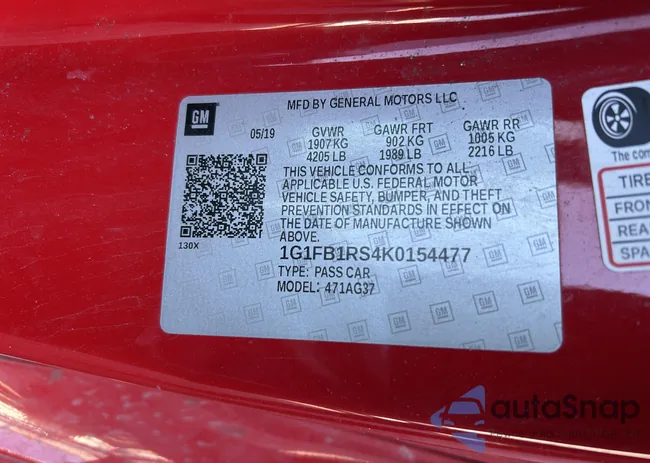 GM
MFD BY GENERAL MOTORS LLC
05/19 GVWR GAWR FRT GAWR RR
1907 KG 902 KG 1005 KG
4205 LB 1989 LB 2216 LB
THIS VEHICLE CONFORMS TO ALL
APPLICABLE U.S. FEDERAL MOTOR
VEHICLE SAFETY, BUMPER, AND THEFT
PREVENTION STANDARDS IN EFFECT ON
THE DATE OF MANUFACTURE SHOWN
ABOVE.
130X
1G1FB1RS4K0154477
TYPE: PASS CAR
MODEL: 471AG37
The com
TIRE
FRON
REA
SPA
autoSnap